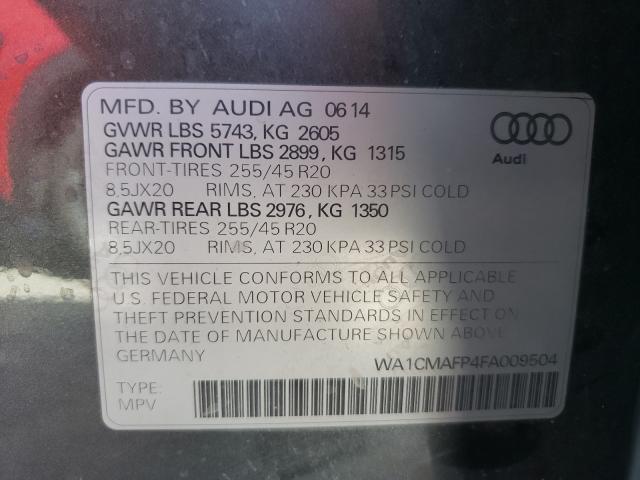 MFD. BY AUDI AG 06 14
GVWR LBS 5743, KG 2605
GAWR FRONT LBS 2899, KG 1315
FRONT-TIRES 255/45 R20
8,5JX20 RIMS, AT 230 KPA 33 PSI COLD
GAWR REAR LBS 2976, KG 1350
REAR-TIRES 255/45 R20
8,5JX20 RIMS, AT 230 KPA 33 PSI COLD
Audi
THIS VEHICLE CONFORMS TO ALL APPLICABLE
U.S. FEDERAL MOTOR VEHICLE SAFETY AND
THEFT PREVENTION STANDARDS IN EFFECT ON
THE DATE OF MANUFACTURE SHOWN ABOVE.
GERMANY
WA1CMAFP4FA009504
TYPE:
MPV